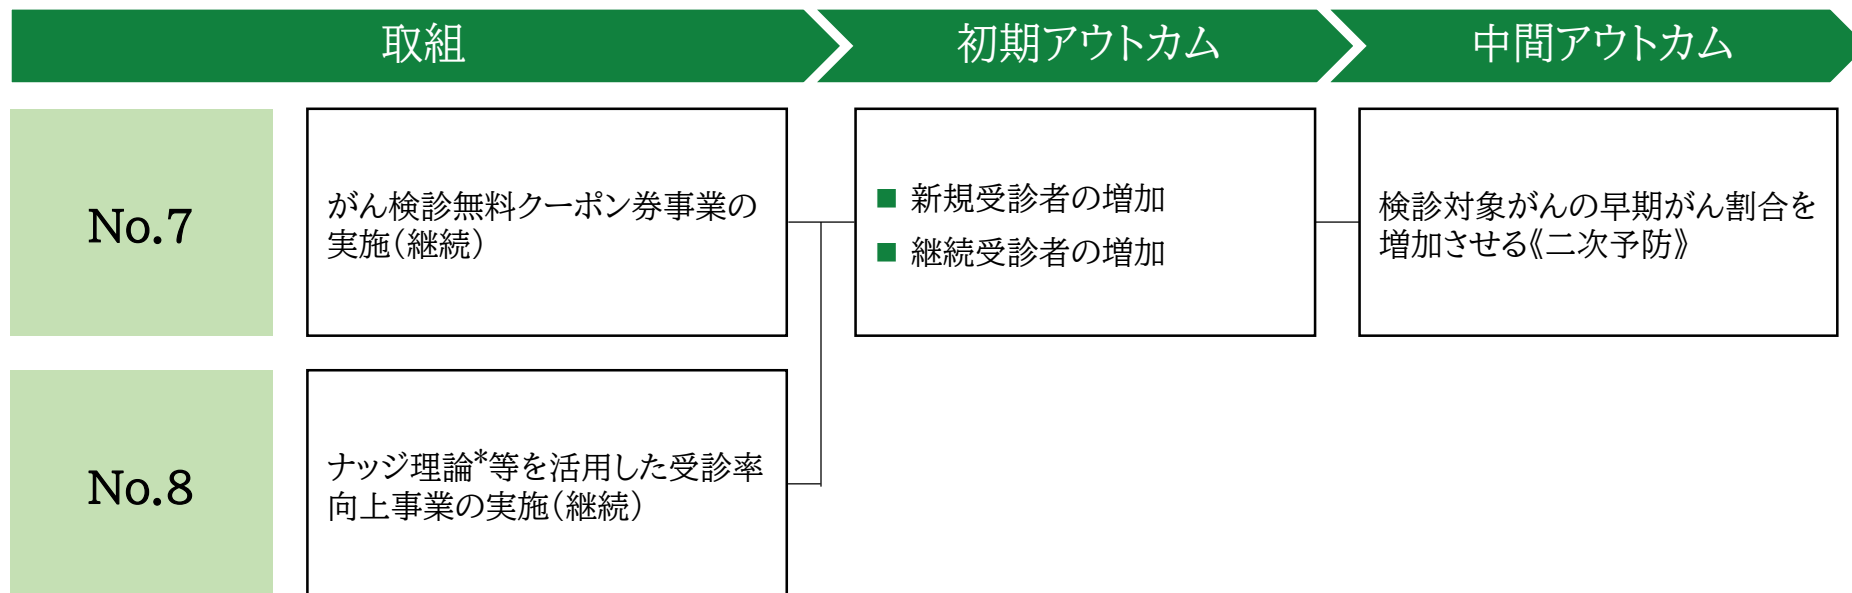 取組
初期アウトカム
中間アウトカム
No.7
がん検診無料クーポン券事業の
実施(継続)
■ 新規受診者の増加
■ 継続受診者の増加
検診対象がんの早期がん割合を
増加させる《二次予防》
No.8
ナッジ理論*等を活用した受診率
向上事業の実施(継続)